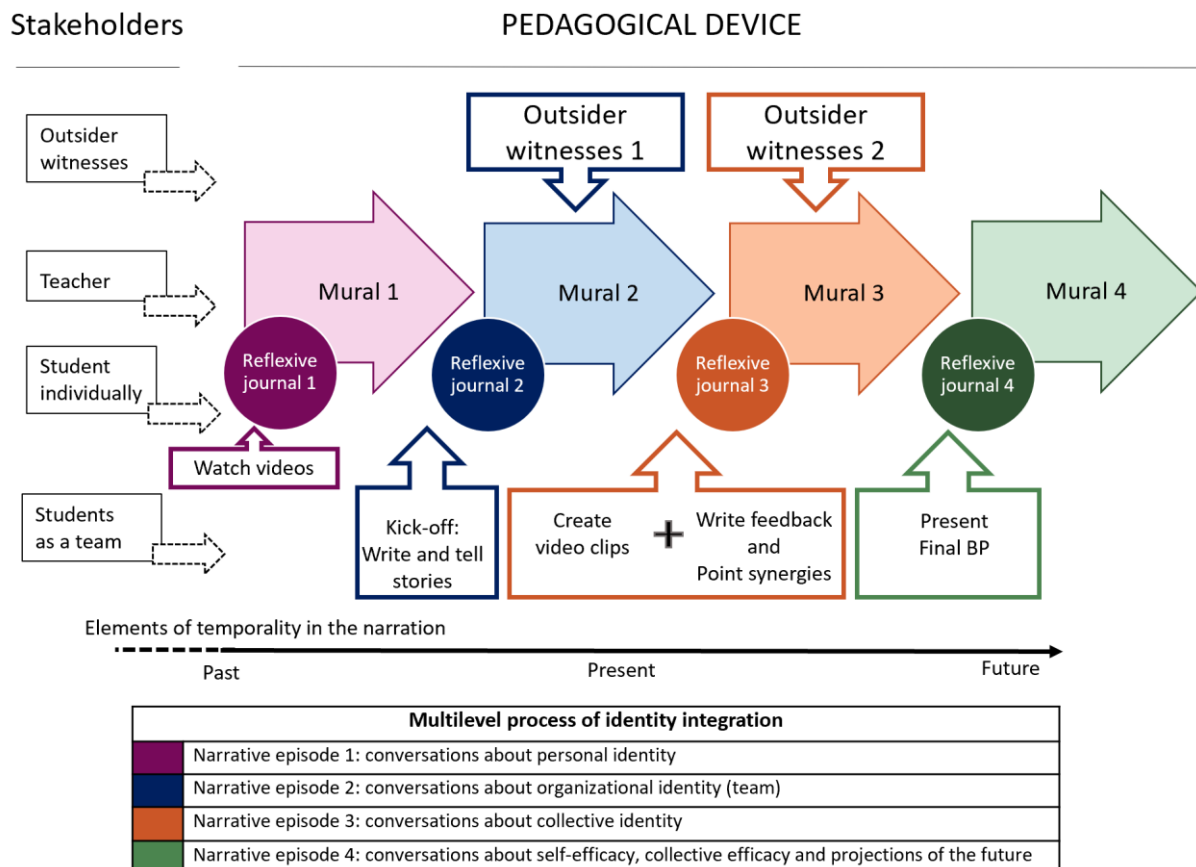 Stakeholders
PEDAGOGICAL DEVICE
Outsider
witnesses
Outsider
witnesses 1
Outsider
witnesses 2
Teacher
Mural 1
Mural 2
Mural 3
Mural 4
Student
individually
Reflexive
journal 1
Reflexive
journal 2
Reflexive
journal 3
Reflexive
journal 4
Watch videos
Students
as a team
Kick-off:
Write and tell
stories
Create
video clips
+
Write feedback
and
Point synergies
Present
Final BP
Elements of temporality in the narration
Past
Present
Future
Multilevel process of identity integration
Narrative episode 1: conversations about personal identity
Narrative episode 2: conversations about organizational identity (team)
Narrative episode 3: conversations about collective identity
Narrative episode 4: conversations about self-efficacy, collective efficacy and projections of the future